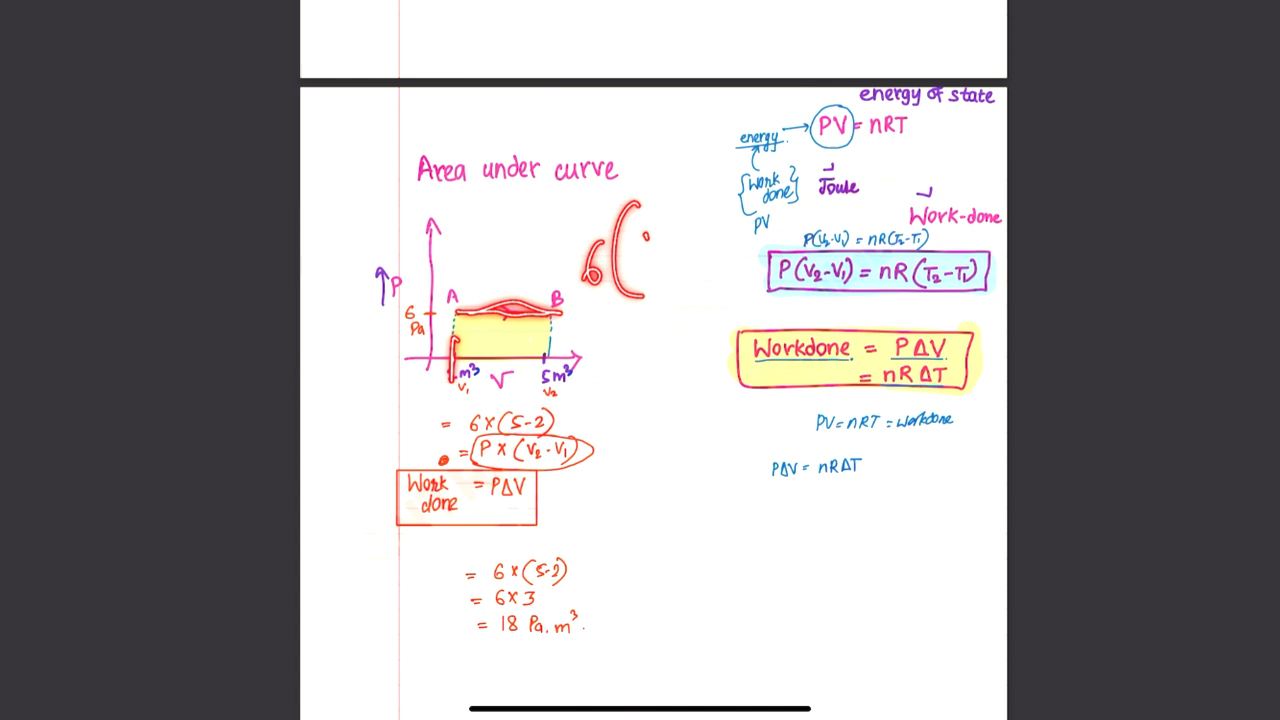 energy of state
energy → PV = nRT
{Work done}
PV
Joule
Work-done
P(V₂-V₁) = nR(T₂-T₁)
P(V₂-V₁) = nR(T₂-T₁)
Workdone = PΔV
= nRΔT
PV = nRT = workdone
PΔV = nRΔT
Area under curve
6(
↑ P
A B
6 Pa
m³ V 5m³
V₁ V₂
= 6×(5-2)
= P×(V₂-V₁)
Work done = PΔV
= 6×(5-2)
= 6×3
= 18 Pa.m³.